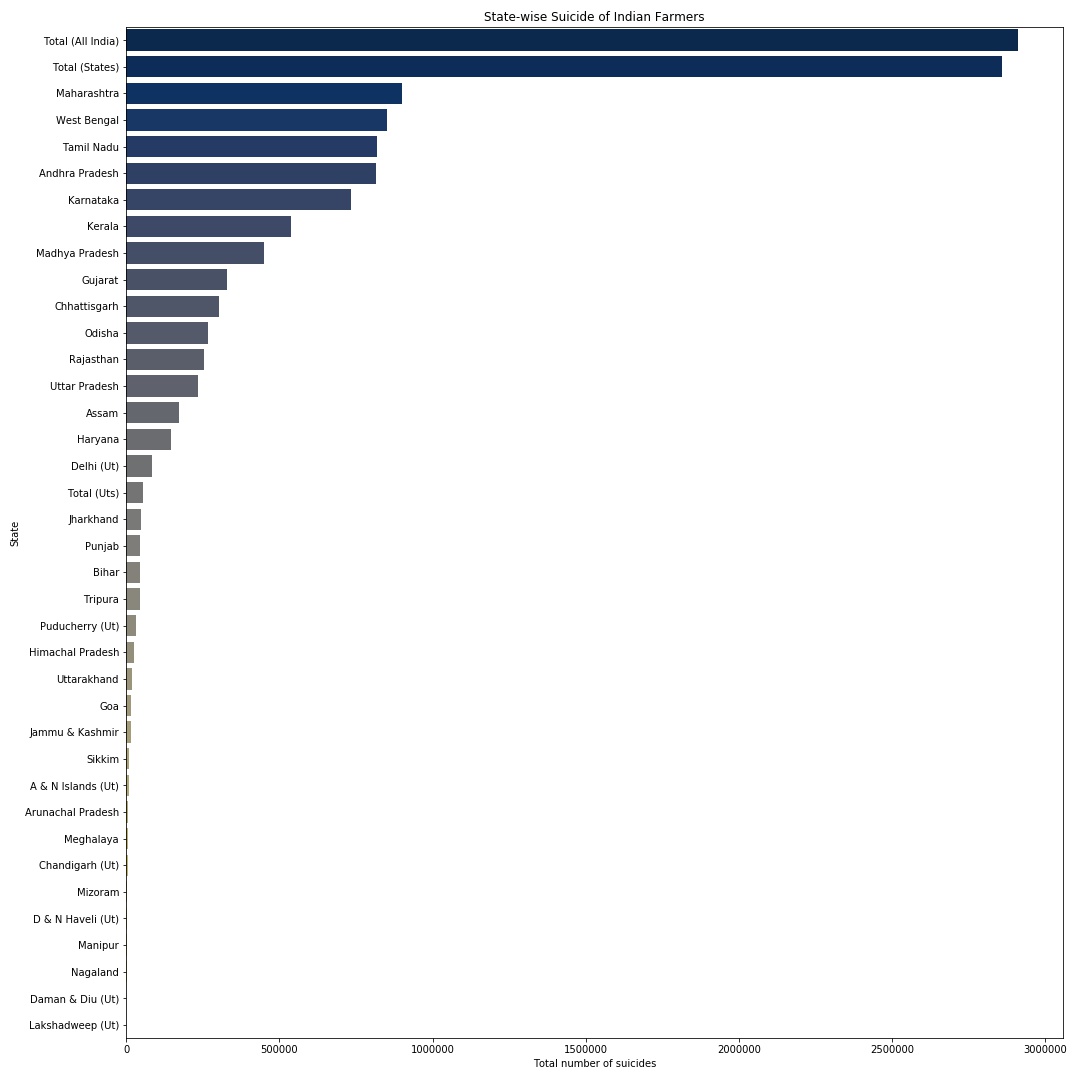 State-wise Suicide of Indian Farmers
Total (All India)
Total (States)
Maharashtra
West Bengal
Tamil Nadu
Andhra Pradesh
Karnataka
Kerala
Madhya Pradesh
Gujarat
Chhattisgarh
Odisha
Rajasthan
Uttar Pradesh
Assam
Haryana
Delhi (Ut)
Total (Uts)
Jharkhand
Punjab
Bihar
Tripura
Puducherry (Ut)
Himachal Pradesh
Uttarakhand
Goa
Jammu & Kashmir
Sikkim
A & N Islands (Ut)
Arunachal Pradesh
Meghalaya
Chandigarh (Ut)
Mizoram
D & N Haveli (Ut)
Manipur
Nagaland
Daman & Diu (Ut)
Lakshadweep (Ut)
State
0 500000 1000000 1500000 2000000 2500000 3000000
Total number of suicides